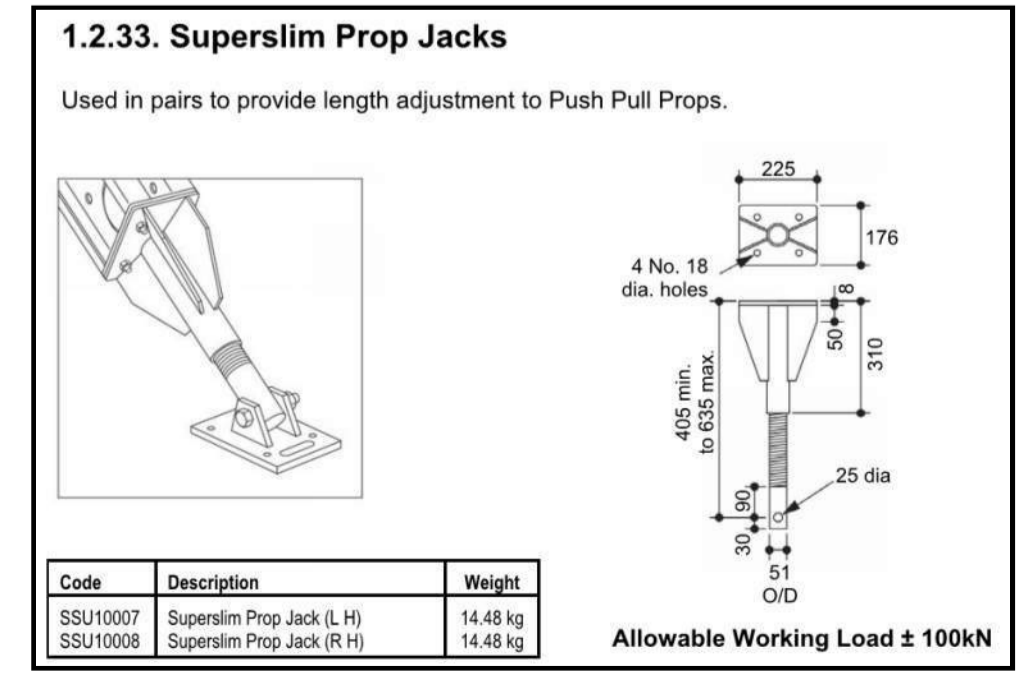 1.2.33. Superslim Prop Jacks
Used in pairs to provide length adjustment to Push Pull Props.
225
176
4 No. 18
dia. holes
8
50
310
405 min.
to 635 max.
25 dia
90
30
51
O/D
Code Description Weight
SSU10007 Superslim Prop Jack (L H) 14.48 kg
SSU10008 Superslim Prop Jack (R H) 14.48 kg
Allowable Working Load ± 100kN